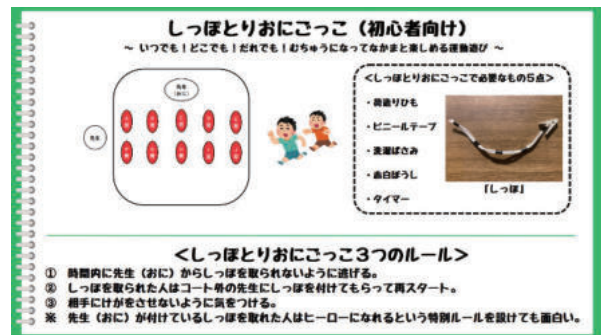 しっぽとりおにごっこ（初心者向け）
～ いつでも！どこでも！だれでも！むちゅうになってなかまと楽しめる運動遊び ～
先生
（おに）
先生
＜しっぽとりおにごっこで必要なもの5点＞
・荷造りひも
・ビニールテープ
・洗濯ばさみ
・赤白ぼうし
・タイマー
「しっぽ」
＜しっぽとりおにごっこ３つのルール＞
① 時間内に先生（おに）からしっぽを取られないように逃げる。
② しっぽを取られた人はコート外の先生にしっぽを付けてもらって再スタート。
③ 相手にけがをさせないように気をつける。
※ 先生（おに）が付けているしっぽを取れた人はヒーローになれるという特別ルールを設けても面白い。